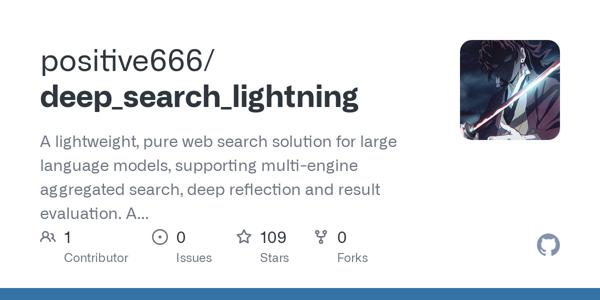 positive666/
deep_search_lightning
A lightweight, pure web search solution for large
language models, supporting multi-engine
aggregated search, deep reflection and result
evaluation. A...
1 0 109 0
Contributor Issues Stars Forks